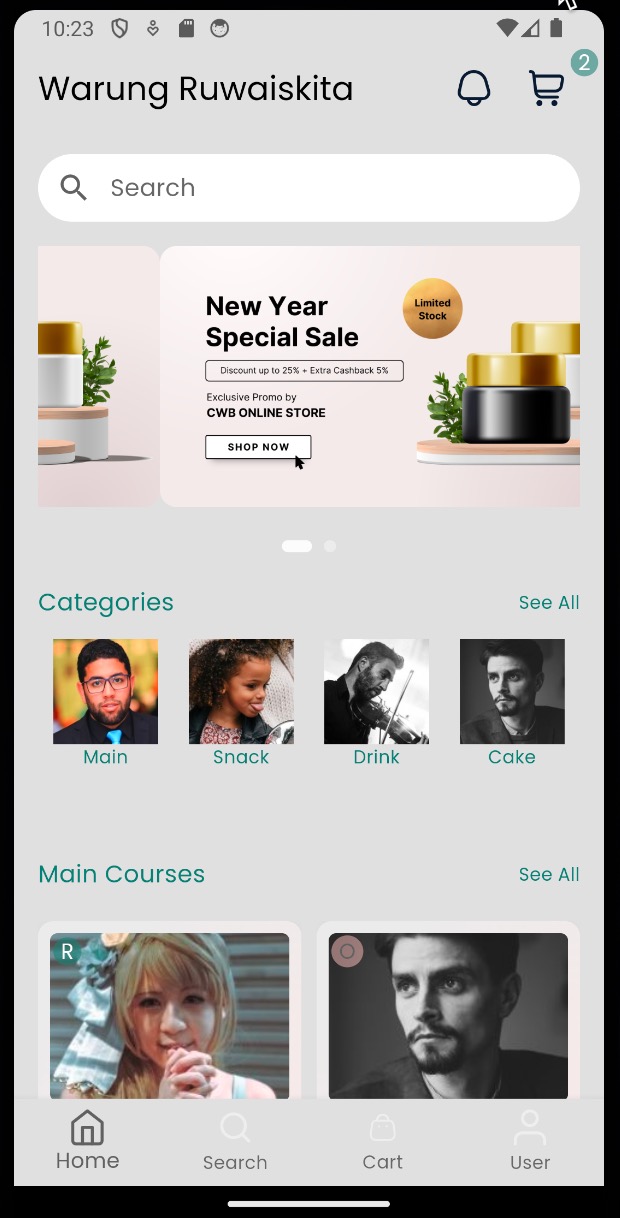 10:23
2
Warung Ruwaiskita
Search
New Year
Special Sale
Limited
Stock
Discount up to 25% + Extra Cashback 5%
Exclusive Promo by
CWB ONLINE STORE
SHOP NOW
Categories
See All
Main
Snack
Drink
Cake
Main Courses
See All
R
O
Home
Search
Cart
User